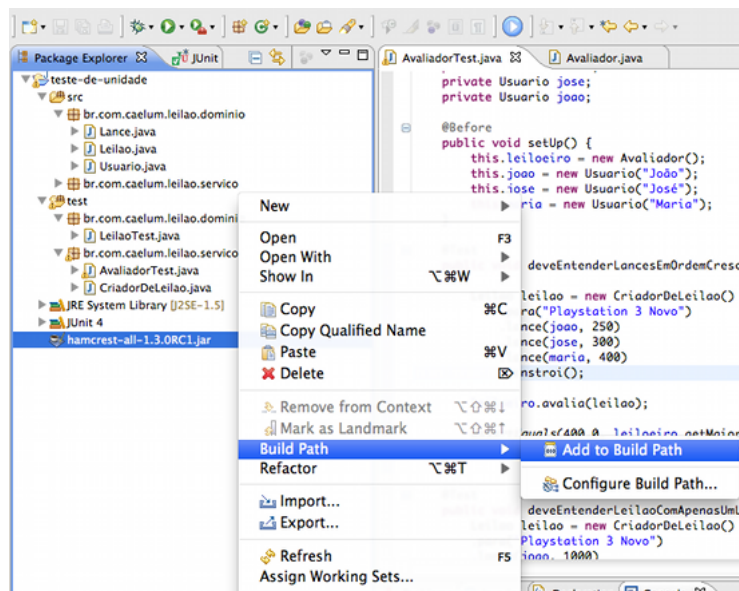 Package Explorer
JUnit
AvaliadorTest.java
Avaliador.java
teste-de-unidade
src
br.com.caelum.leilao.dominio
Lance.java
Leilao.java
Usuario.java
br.com.caelum.leilao.servico
test
br.com.caelum.leilao.domini
LeilaoTest.java
br.com.caelum.leilao.servico
AvaliadorTest.java
CriadorDeLeilao.java
JRE System Library [J2SE-1.5]
JUnit 4
hamcrest-all-1.3.0RC1.jar
private Usuario jose;
private Usuario joao;
@Before
public void setUp() {
this.leiloeiro = new Avaliador();
this.joao = new Usuario("João");
this.jose = new Usuario("José");
ria = new Usuario("Maria");
deveEntenderLancesEmOrdemCresc
leilao = new CriadorDeLeilao()
ra("Playstation 3 Novo")
nce(joao, 250)
nce(jose, 300)
nce(maria, 400)
nstroi();
ro.avalia(leilao);
uals(400.0, leiloeiro.getMaior
deveEntenderLeilaoComApenasUmL
leilao = new CriadorDeLeilao()
Playstation 3 Novo")
joao, 1000)
New
Open F3
Open With
Show In ⌥⌘W
Copy ⌘C
Copy Qualified Name
Paste ⌘V
Delete ⌦
Remove from Context ⌥⇧⌘↓
Mark as Landmark ⌥⇧⌘↑
Build Path
Refactor ⌥⌘T
Import...
Export...
Refresh F5
Assign Working Sets...
Add to Build Path
Configure Build Path...